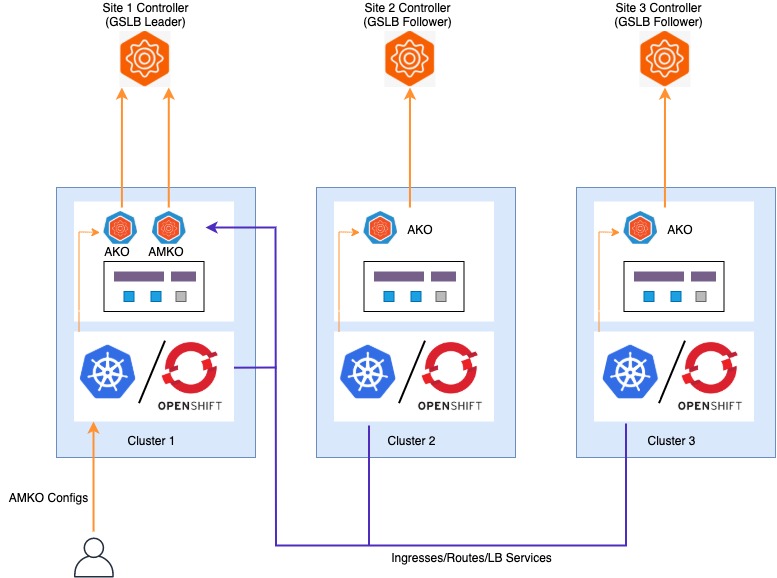 Site 1 Controller
(GSLB Leader)
Site 2 Controller
(GSLB Follower)
Site 3 Controller
(GSLB Follower)
AKO
AMKO
AKO
AKO
OPENSHIFT
OPENSHIFT
OPENSHIFT
Cluster 1
Cluster 2
Cluster 3
AMKO Configs
Ingresses/Routes/LB Services